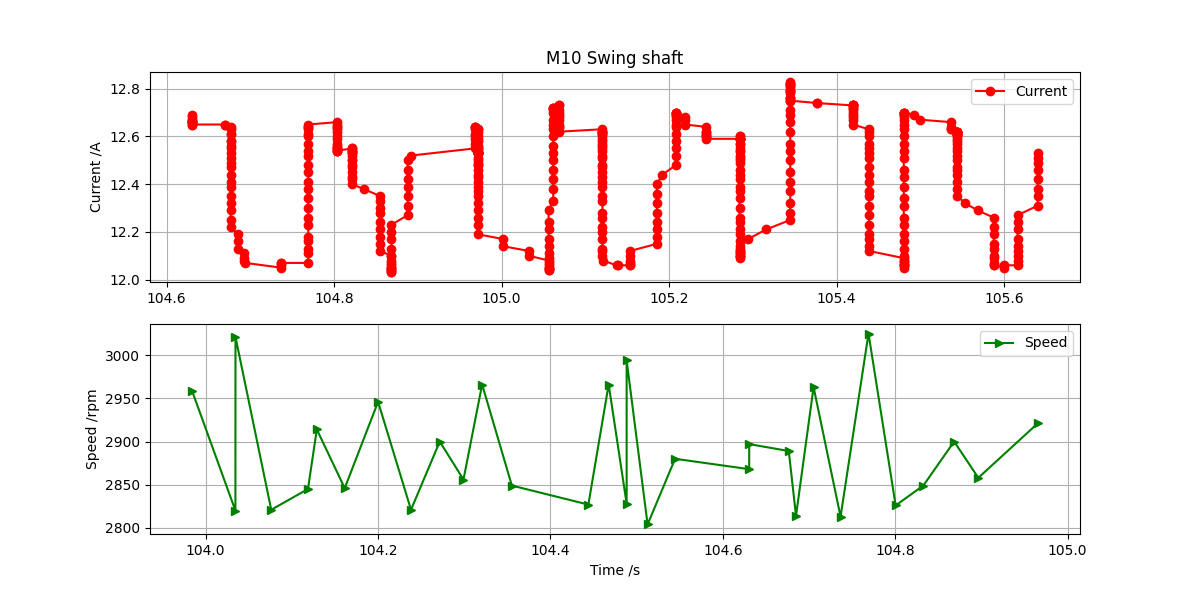 M10 Swing shaft
Current /A
12.8
12.6
12.4
12.2
12.0
Current
104.6 104.8 105.0 105.2 105.4 105.6
Speed /rpm
3000
2950
2900
2850
2800
Speed
104.0 104.2 104.4 104.6 104.8 105.0
Time /s